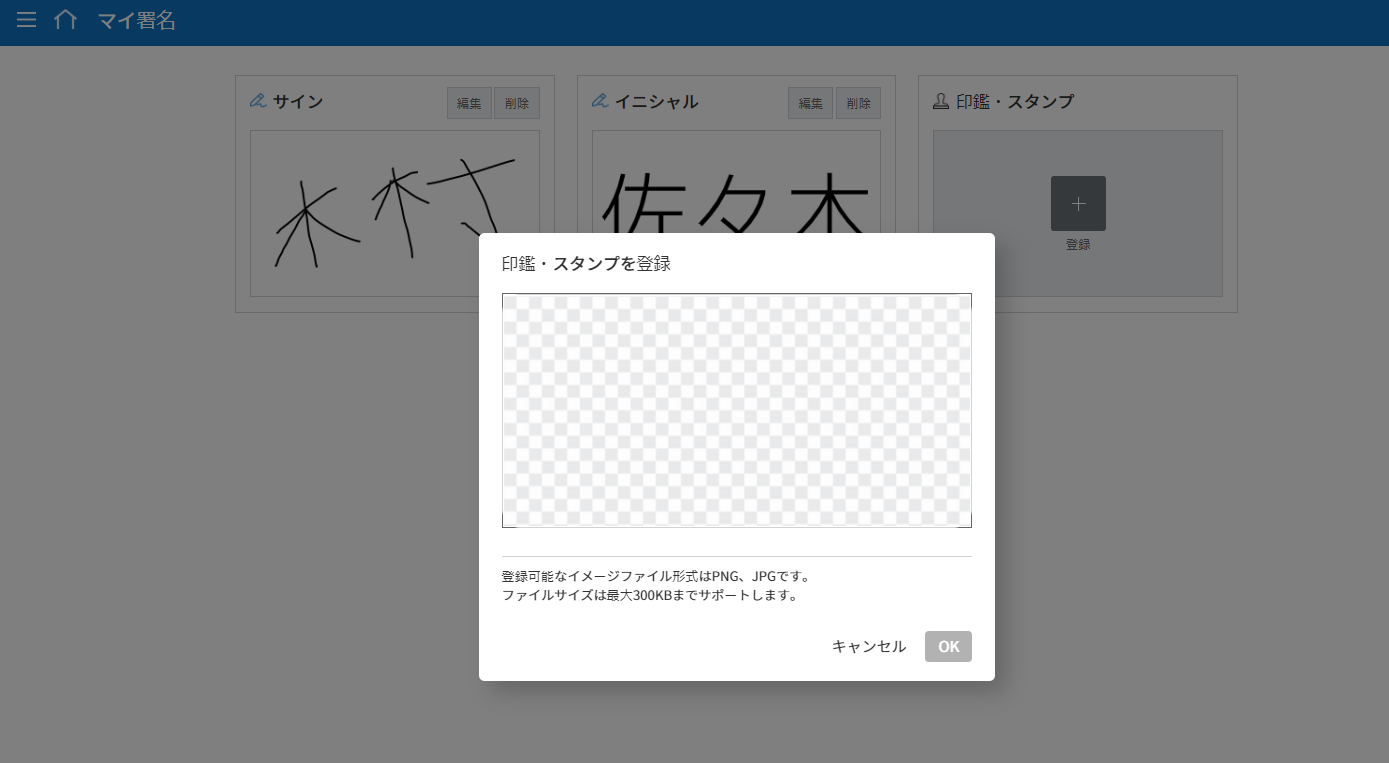 マイ署名
サイン
編集
削除
イニシャル
編集
削除
印鑑・スタンプ
佐々木
登録
印鑑・スタンプを登録
登録可能なイメージファイル形式はPNG、JPGです。
ファイルサイズは最大300KBまでサポートします。
キャンセル
OK